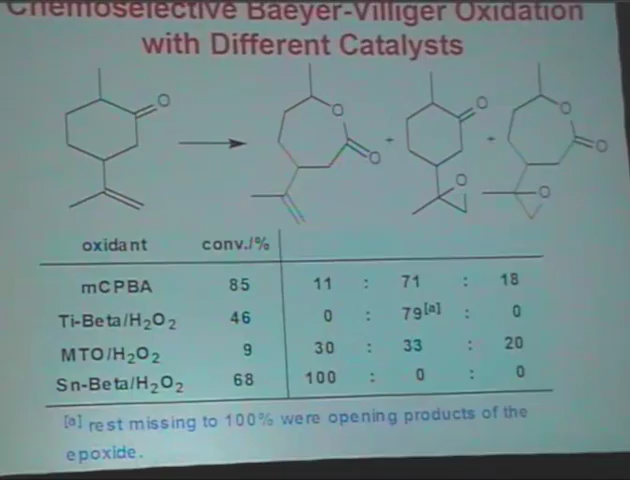 Chemoselective Baeyer-Villiger Oxidation
with Different Catalysts
O O O O O O O
+ +
oxidant conv./%
mCPBA 85 11 : 71 : 18
Ti-Beta/H₂O₂ 46 0 : 79[a] : 0
MTO/H₂O₂ 9 30 : 33 : 20
Sn-Beta/H₂O₂ 68 100 : 0 : 0
[a] rest missing to 100% were opening products of the
epoxide.